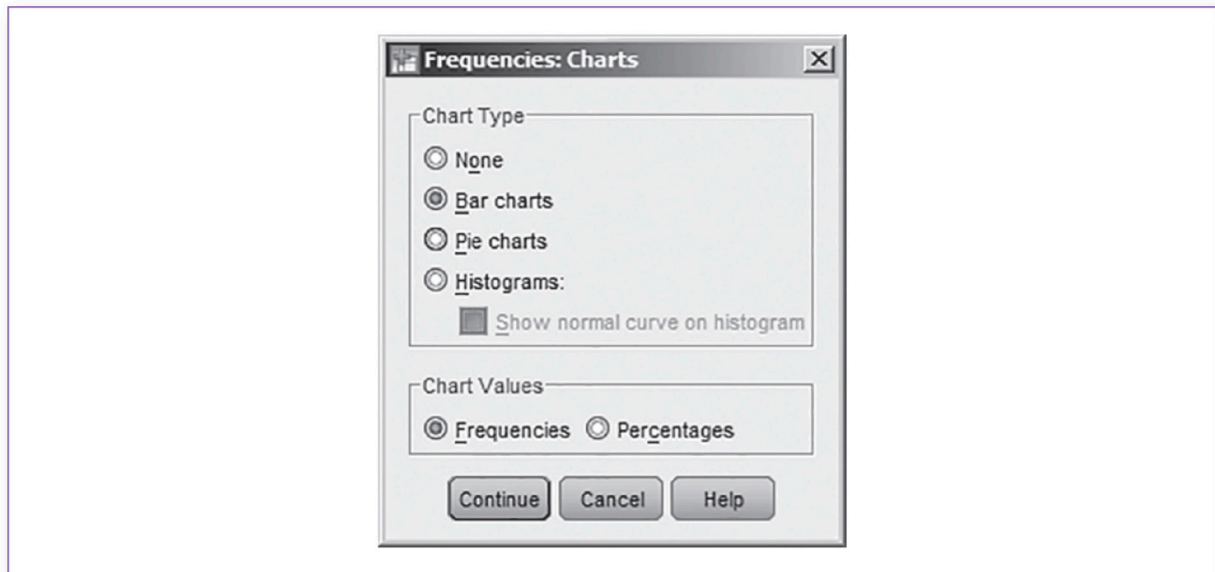 Frequencies: Charts
Chart Type
None
Bar charts
Pie charts
Histograms:
Show normal curve on histogram
Chart Values
Frequencies Percentages
Continue Cancel Help